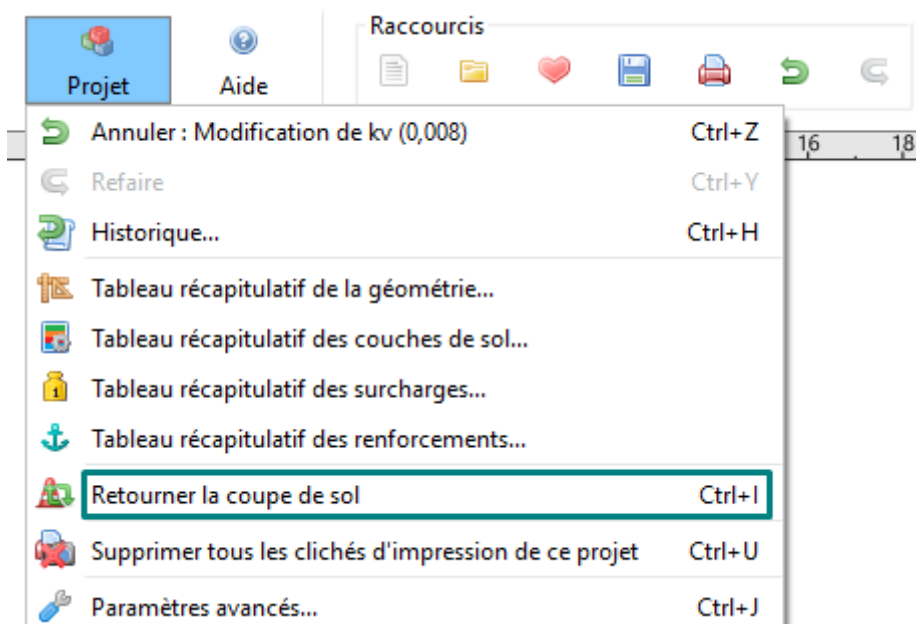 Raccourcis
Projet
Aide
Annuler : Modification de kv (0,008) Ctrl+Z
16 18
Refaire Ctrl+Y
Historique... Ctrl+H
Tableau récapitulatif de la géométrie...
Tableau récapitulatif des couches de sol...
1
Tableau récapitulatif des surcharges...
Tableau récapitulatif des renforcements...
Retourner la coupe de sol Ctrl+I
Supprimer tous les clichés d'impression de ce projet Ctrl+U
Paramètres avancés... Ctrl+J